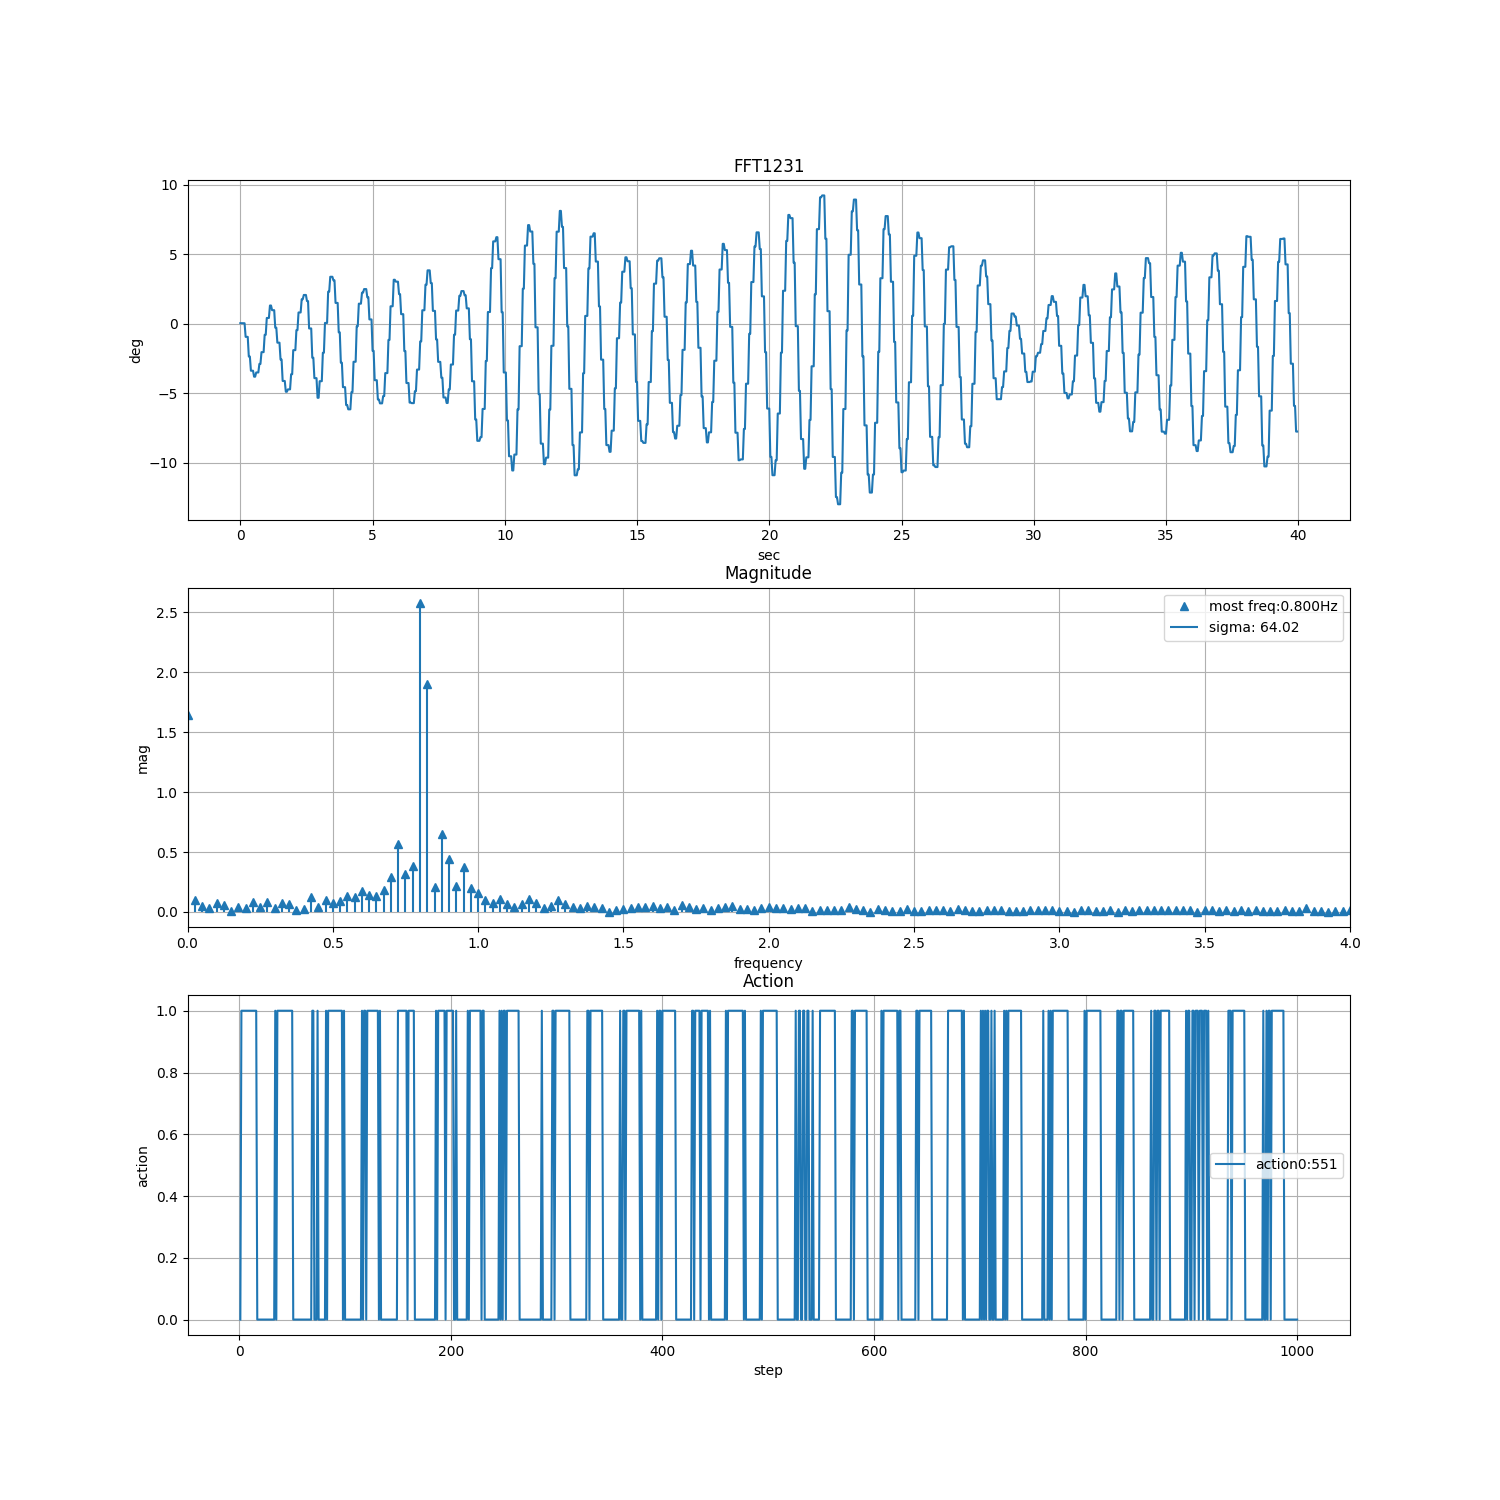 FFT1231
10
5
0
−5
−10
deg
0 5 10 15 20 25 30 35 40
sec
Magnitude
2.5
2.0
1.5
1.0
0.5
0.0
mag
most freq:0.800Hz
sigma: 64.02
0.0 0.5 1.0 1.5 2.0 2.5 3.0 3.5 4.0
frequency
Action
1.0
0.8
0.6
0.4
0.2
0.0
action
action0:551
0 200 400 600 800 1000
step